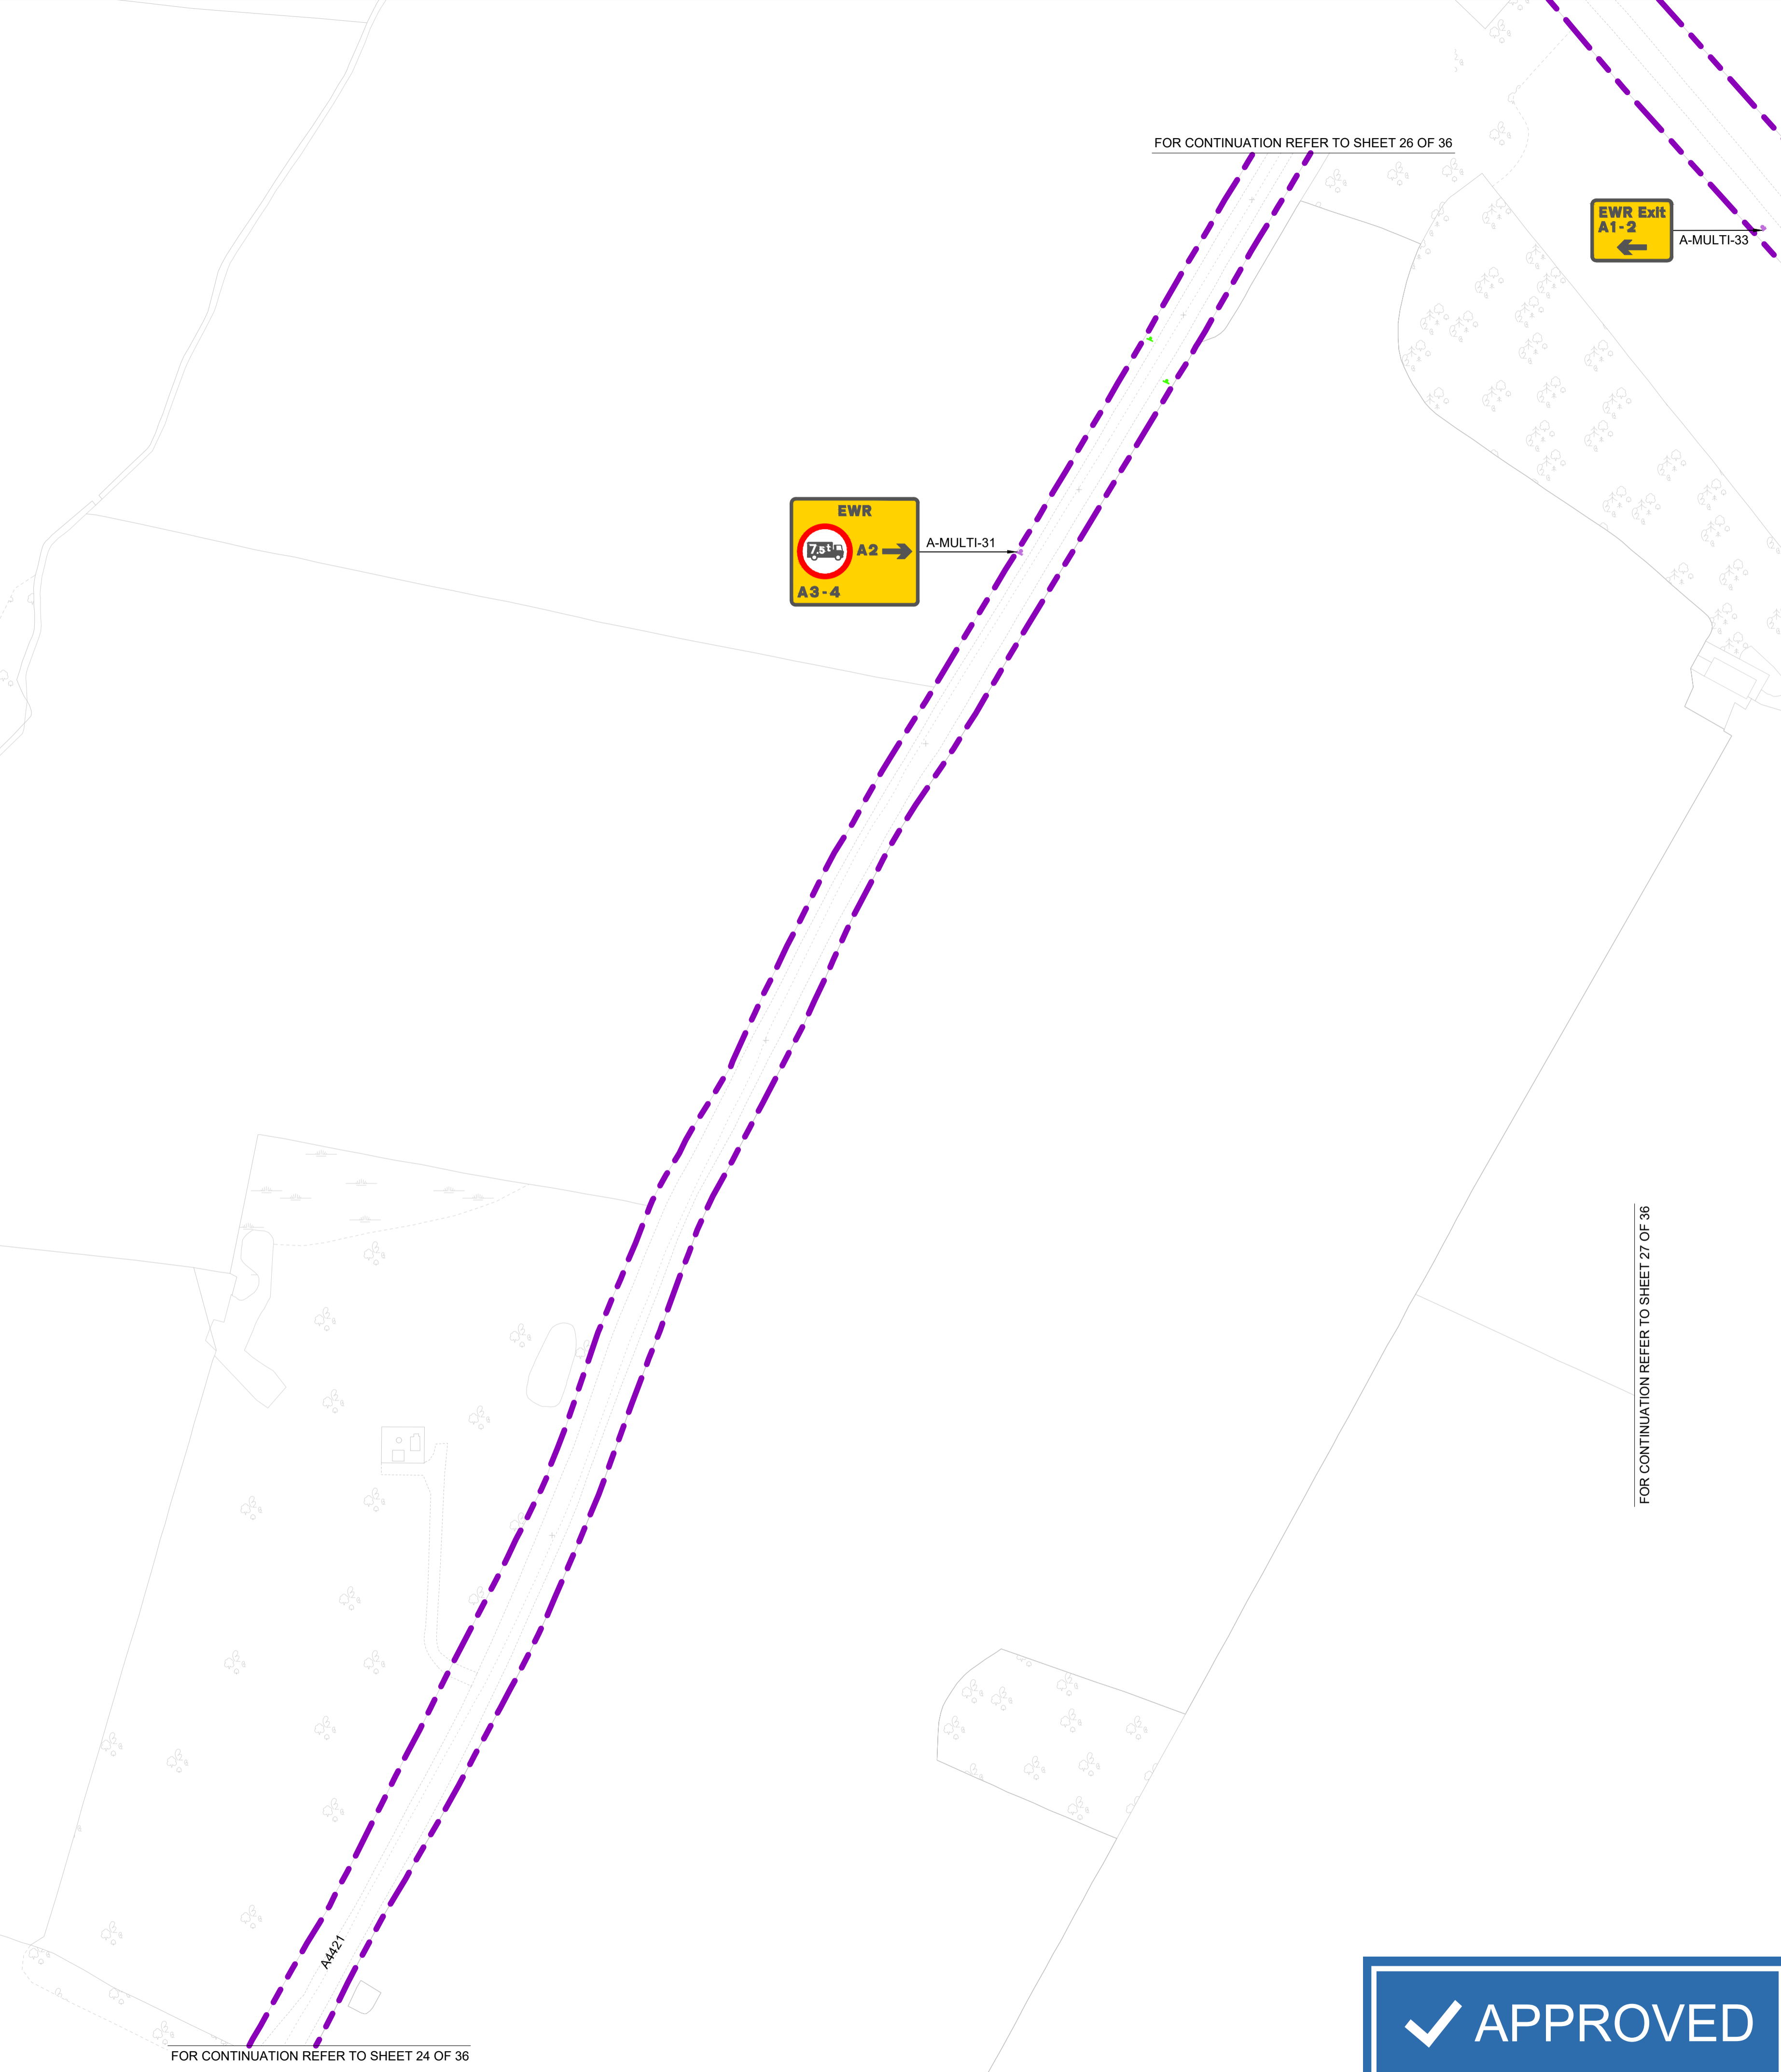 FOR CONTINUATION REFER TO SHEET 26 OF 36
EWR Exit
A1-2
A-MULTI-33
EWR
7.5t
A2
A3-4
A-MULTI-31
FOR CONTINUATION REFER TO SHEET 27 OF 36
A4421
APPROVED
FOR CONTINUATION REFER TO SHEET 24 OF 36